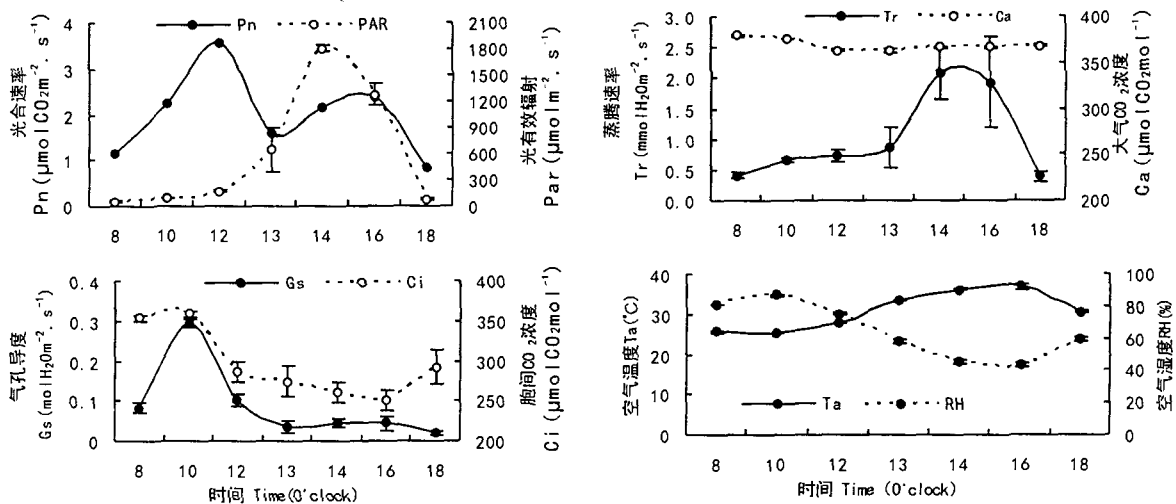 Pn PAR
光合速率
Pn (μmolCO₂m⁻². s⁻¹)
4
3
2
1
0
2100
1800
1500
1200
900
600
300
0
光有效辐射
Par (μmolm⁻². s⁻¹)
8 10 12 13 14 16 18
Tr Ca
蒸腾速率
Tr (mmolH₂Om⁻². s⁻¹)
3.0
2.5
2.0
1.5
1.0
0.5
0.0
400
350
300
250
200
大气CO₂浓度
Ca (μmolCO₂mol⁻¹)
8 10 12 13 14 16 18
Gs Ci
气孔导度
Gs (molH₂Om⁻². s⁻¹)
0.4
0.3
0.2
0.1
0
400
350
300
250
200
胞间CO₂浓度
Ci (μmolCO₂mol⁻¹)
8 10 12 13 14 16 18
时间 Time(O'clock)
空气温度Ta(℃)
40
30
20
10
0
Ta RH
100
80
60
40
20
0
空气湿度RH(%)
8 10 12 13 14 16 18
时间 Time (O'clock)